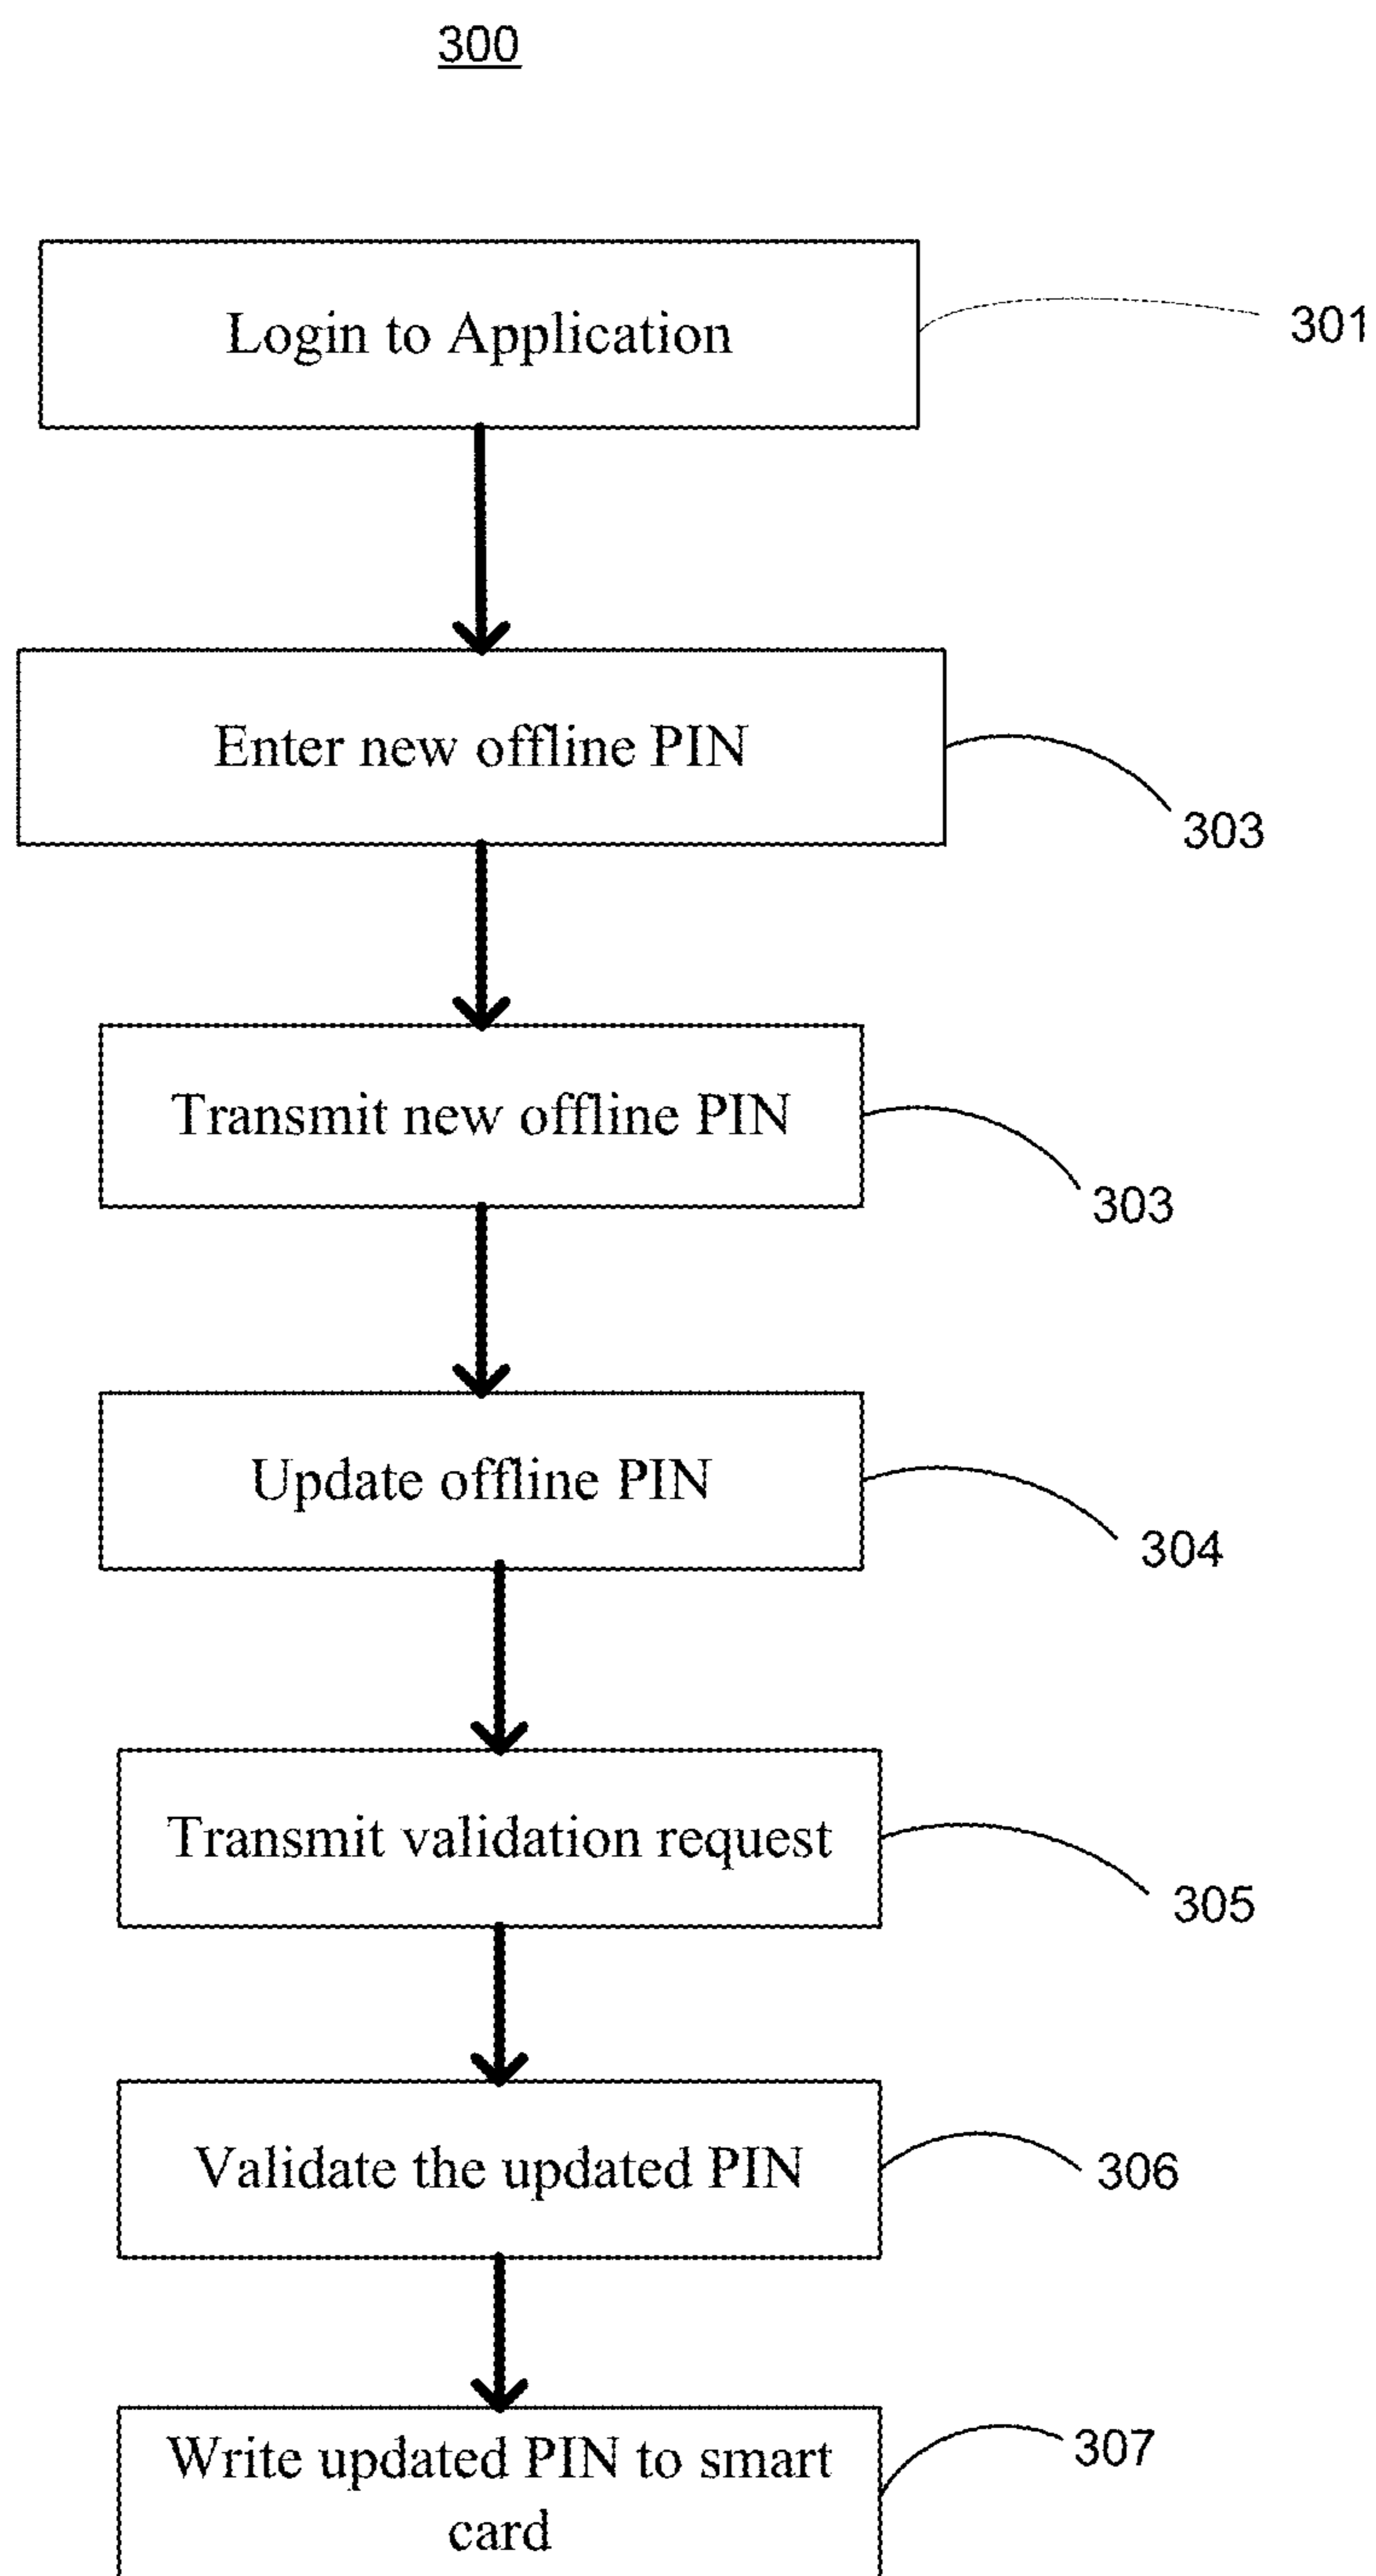 300
Login to Application
301
Enter new offline PIN
303
Transmit new offline PIN
303
Update offline PIN
304
Transmit validation request
305
Validate the updated PIN
306
Write updated PIN to smart
card
307